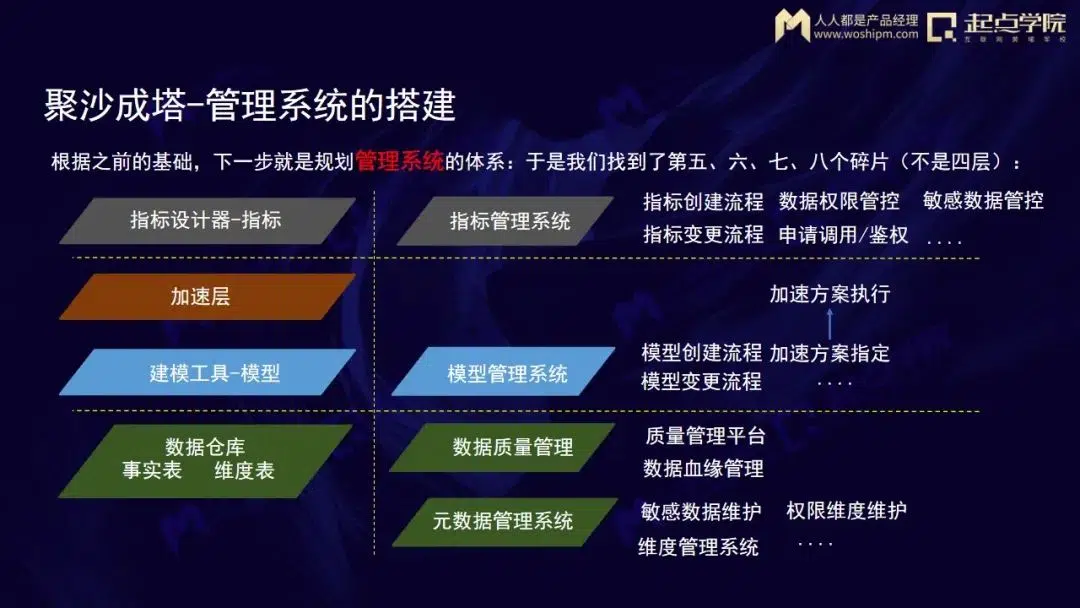 人人都是产品经理
www.woshipm.com
起点学院
互联网黄埔军校
聚沙成塔-管理系统的搭建
根据之前的基础，下一步就是规划管理系统的体系：于是我们找到了第五、六、七、八个碎片（不是四层）：
指标设计器-指标
指标管理系统
指标创建流程 数据权限管控 敏感数据管控
指标变更流程 申请调用/鉴权 ....
加速层
加速方案执行
建模工具-模型
模型管理系统
模型创建流程 加速方案指定
模型变更流程 ....
数据仓库
事实表 维度表
数据质量管理
质量管理平台
数据血缘管理
元数据管理系统
敏感数据维护 权限维度维护
维度管理系统 ....